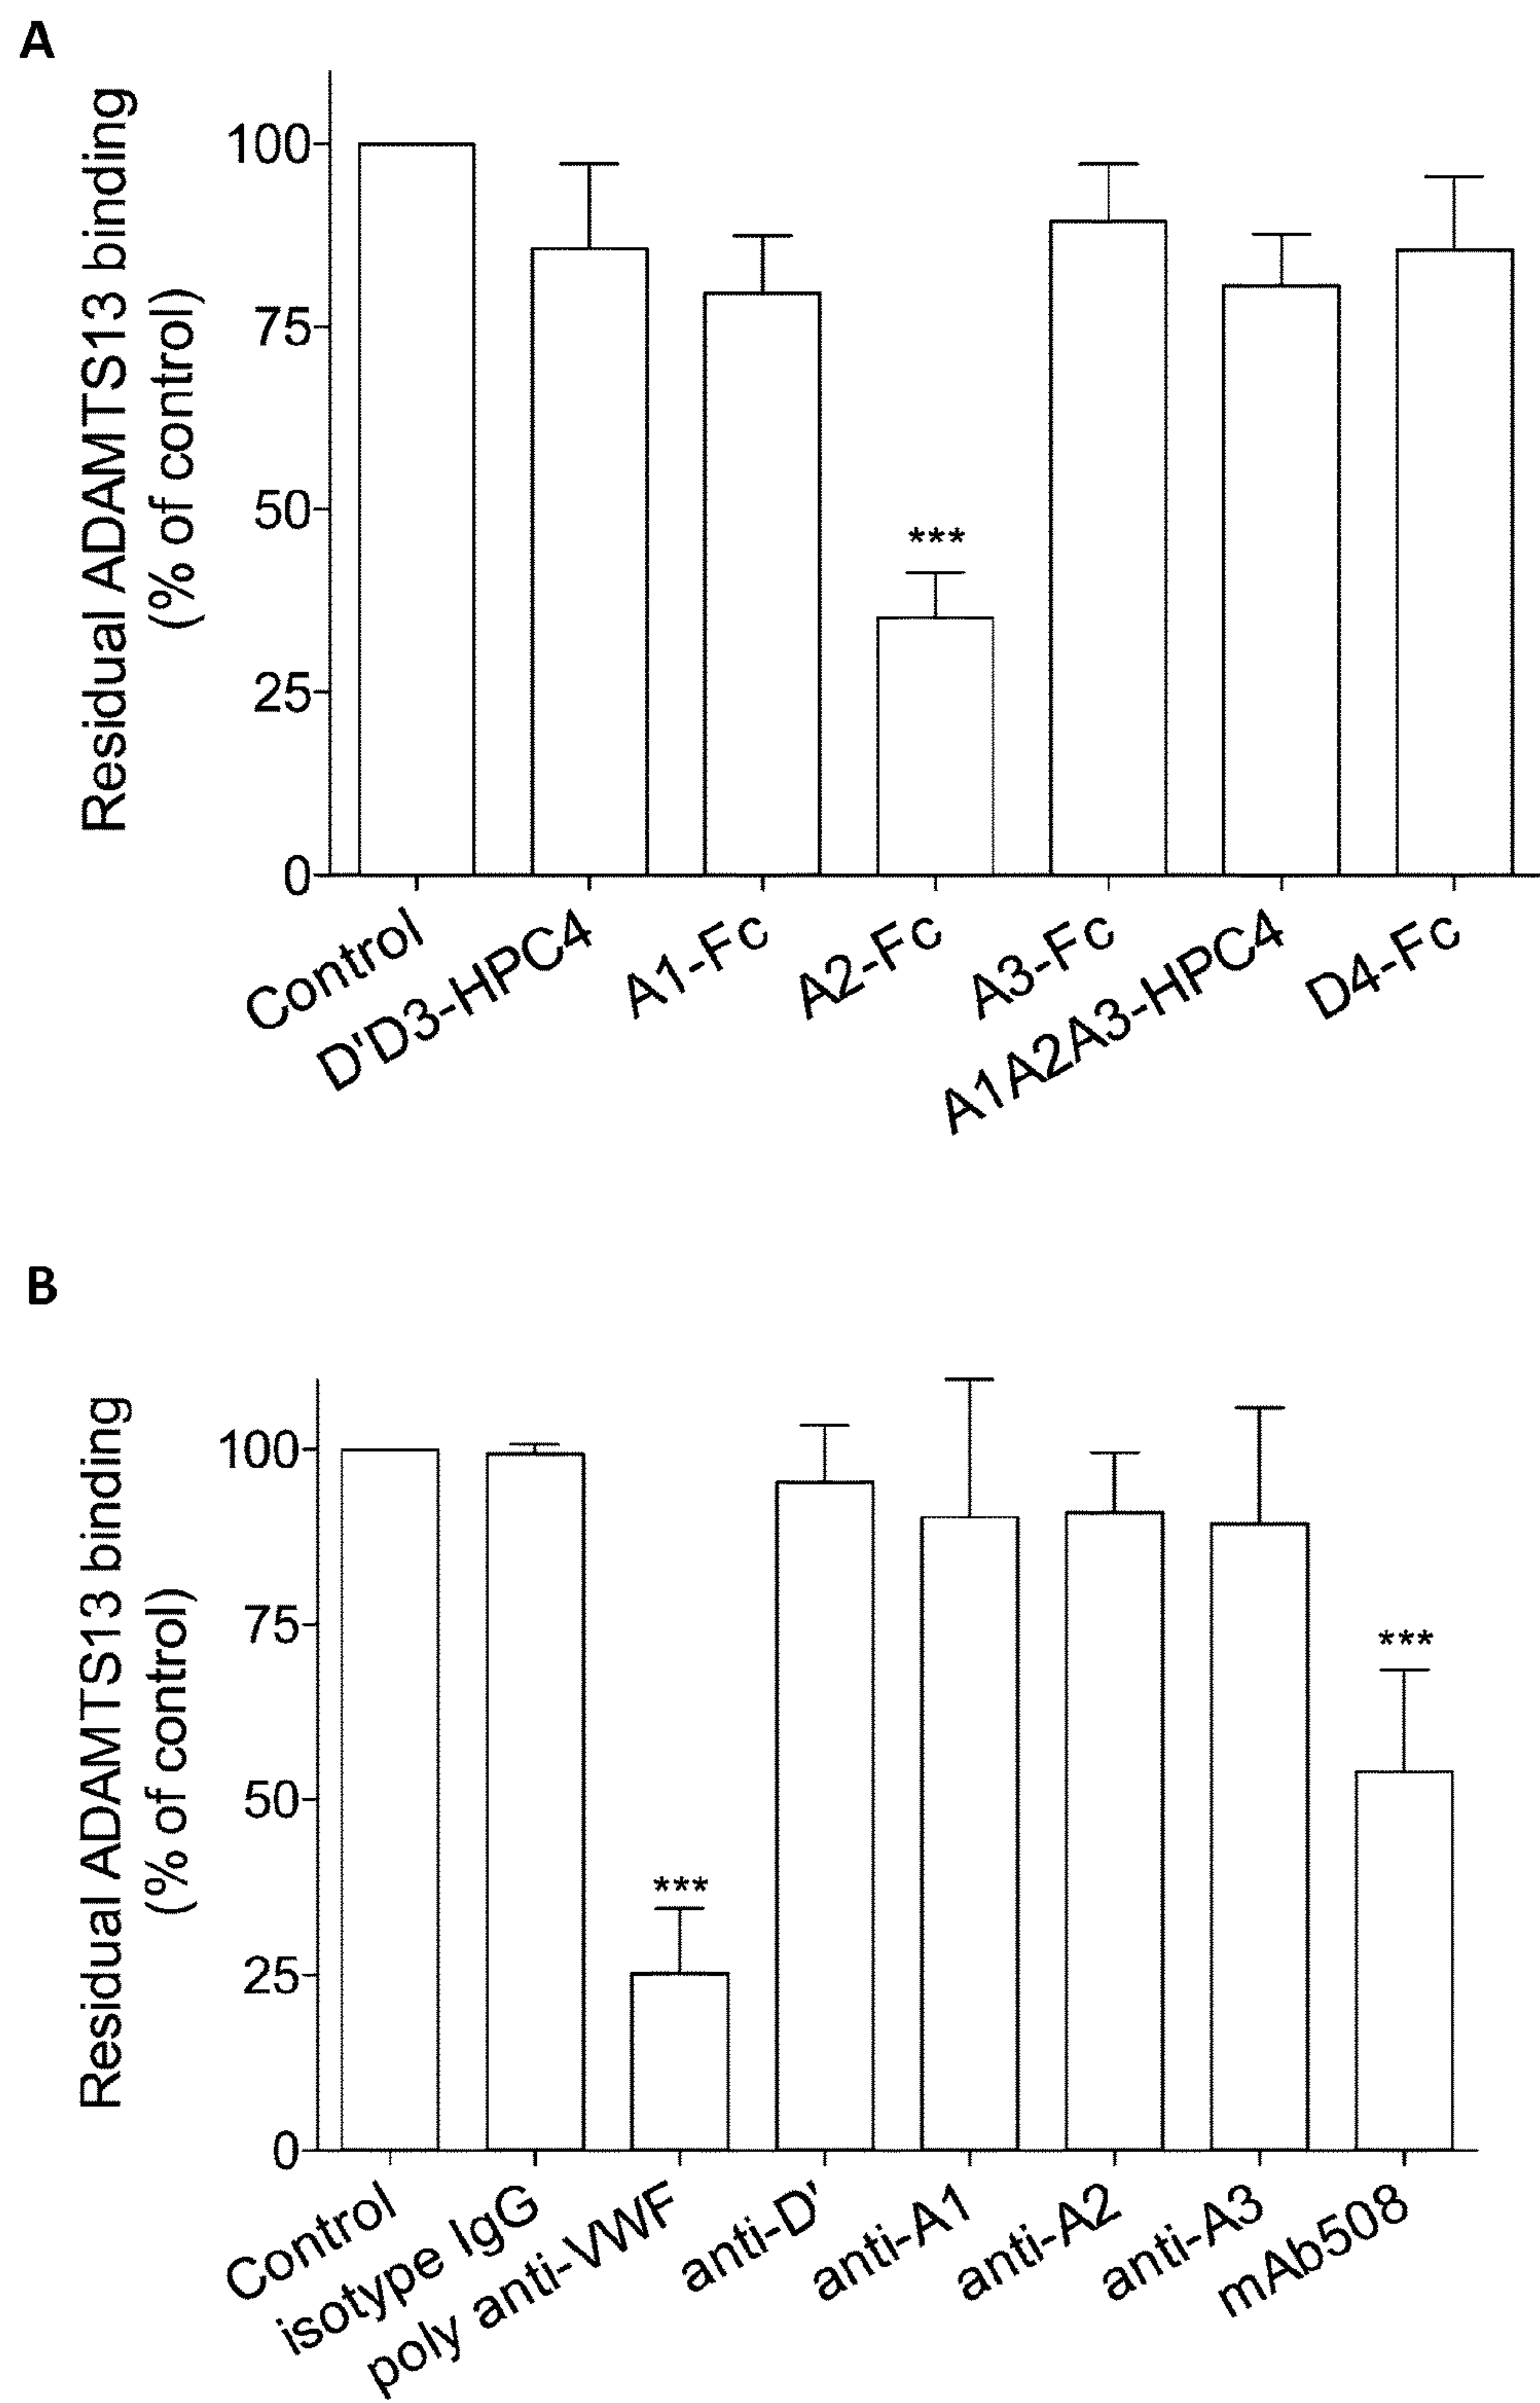 A
Residual ADAMTS13 binding
(% of control)
100
75
50
25
0
***
Control
D'D3-HPC4
A1-Fc
A2-Fc
A3-Fc
A1A2A3-HPC4
D4-Fc
B
Residual ADAMTS13 binding
(% of control)
100
75
50
25
0
***
***
Control
isotype IgG
poly anti-VWF
anti-D'
anti-A1
anti-A2
anti-A3
mAb508